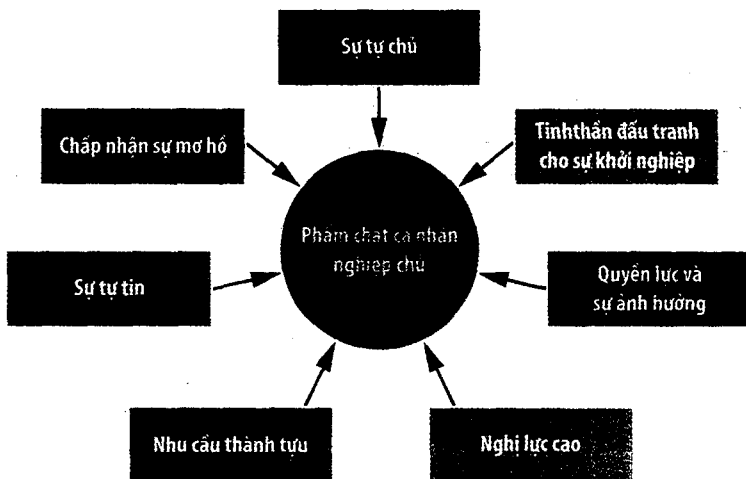 Sự tự chủ
Chấp nhận sự mơ hồ
Tinhthần đấu tranh
cho sự khởi nghiệp
Phẩm chất cá nhân
nghiệp chủ
Sự tự tin
Quyền lực và
sự ảnh hưởng
Nhu cầu thành tựu
Nghị lực cao